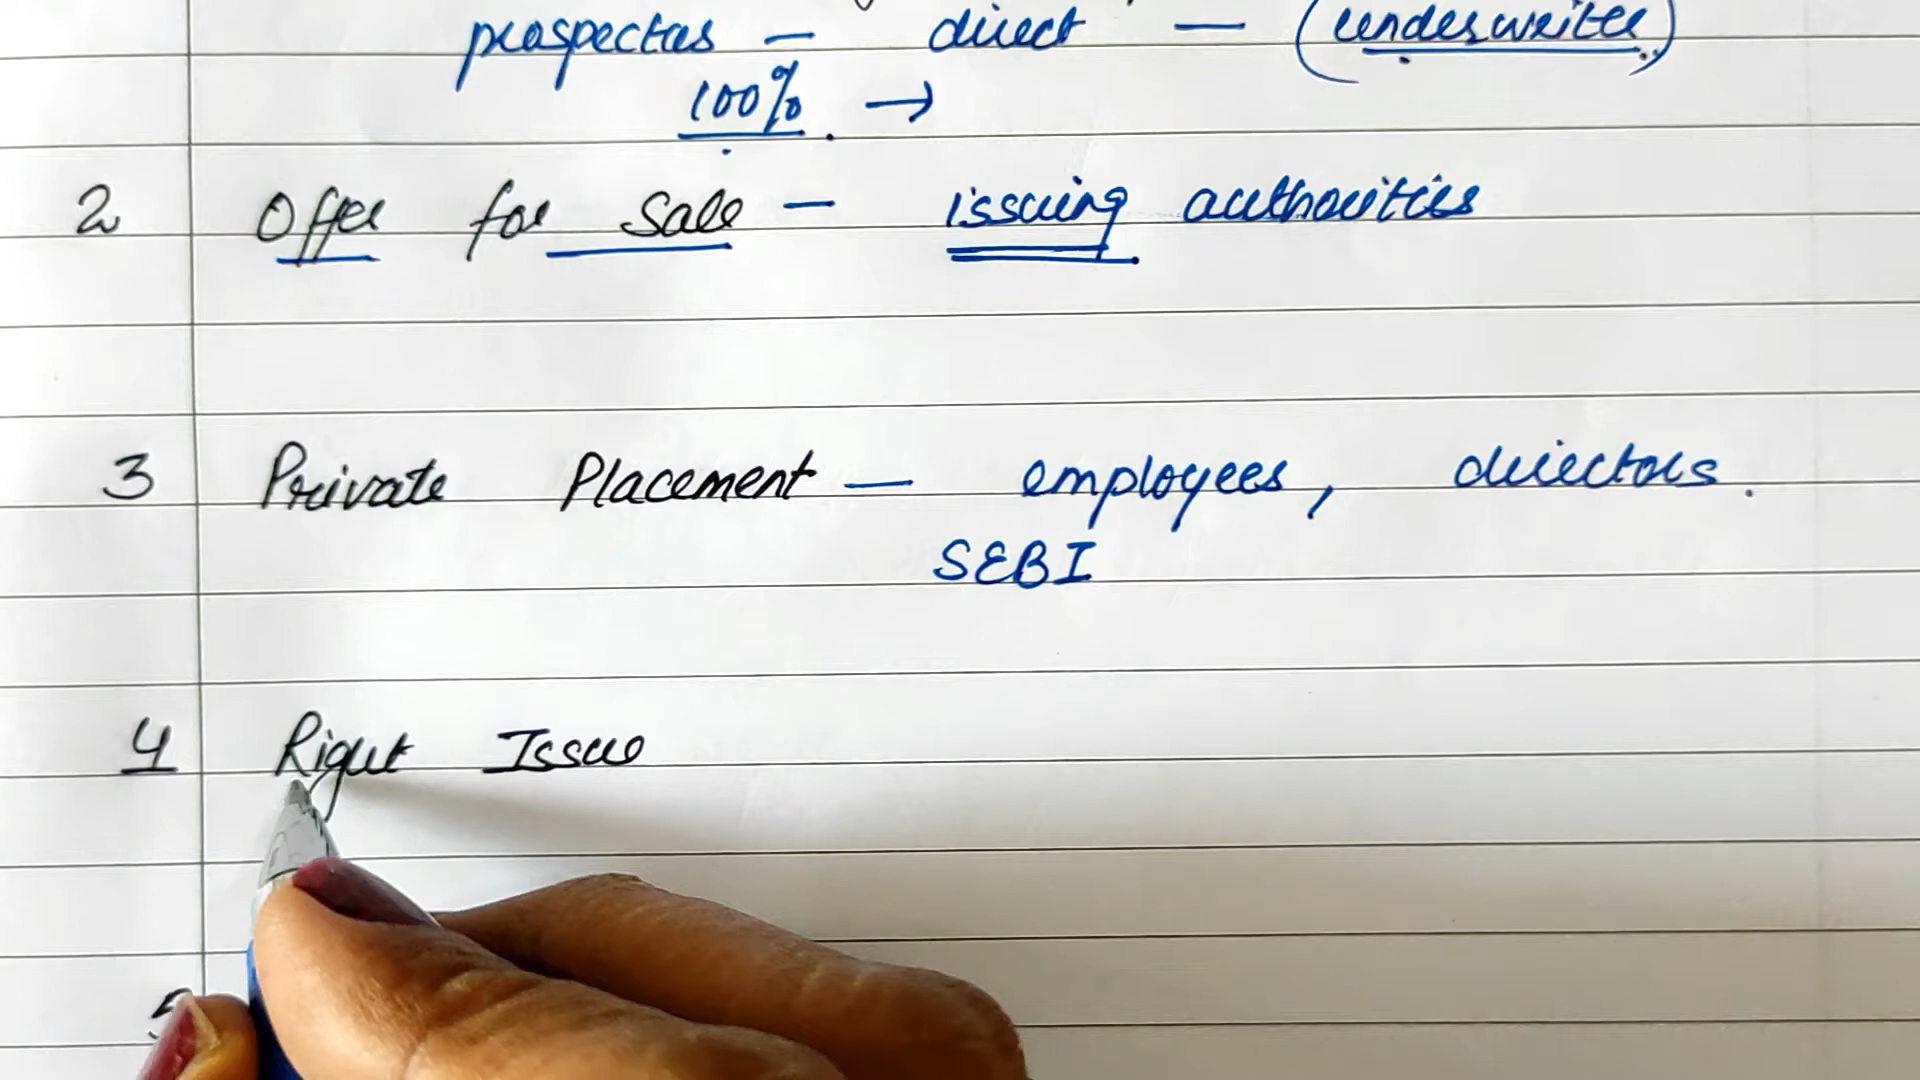 prospectus - direct - (underwriter)
100% →
2 Offer for Sale - issuing authorities
3 Private Placement - employees, directors.
SEBI
4 Right Issue
5